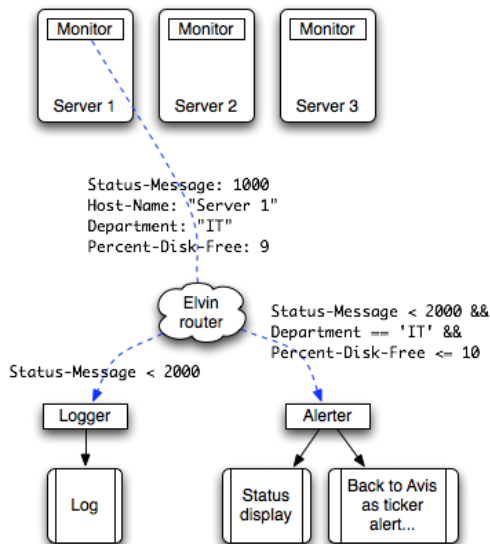 Monitor
Server 1
Monitor
Server 2
Monitor
Server 3
Status-Message: 1000
Host-Name: "Server 1"
Department: "IT"
Percent-Disk-Free: 9
Elvin
router
Status-Message < 2000 &&
Department == 'IT' &&
Percent-Disk-Free <= 10
Status-Message < 2000
Logger
Alerter
Log
Status
display
Back to Avis
as ticker
alert...